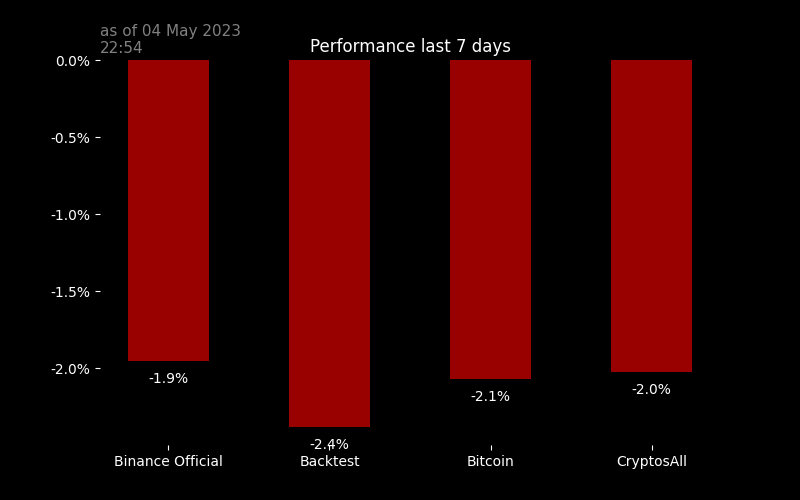 as of 04 May 2023
22:54
Performance last 7 days
0.0%
-0.5%
-1.0%
-1.5%
-2.0%
-1.9%
-2.4%
-2.1%
-2.0%
Binance Official
Backtest
Bitcoin
CryptosAll